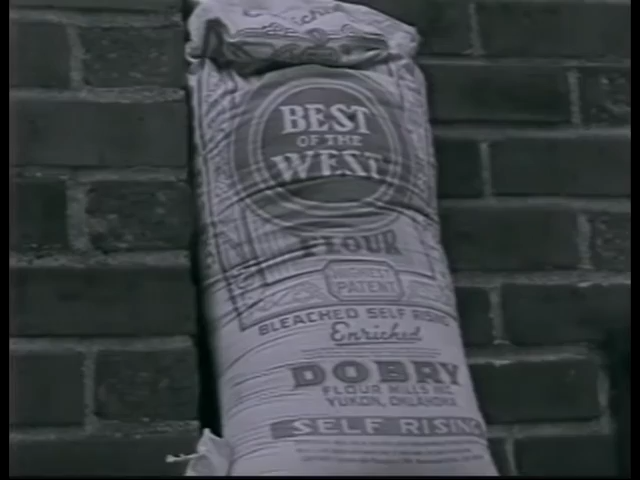 BEST
OF THE
WEST
FLOUR
HIGHEST
PATENT
BLEACHED SELF RISING
Enriched
DOBRY
FLOUR MILLS INC.
YUKON, OKLAHOMA
SELF RISING